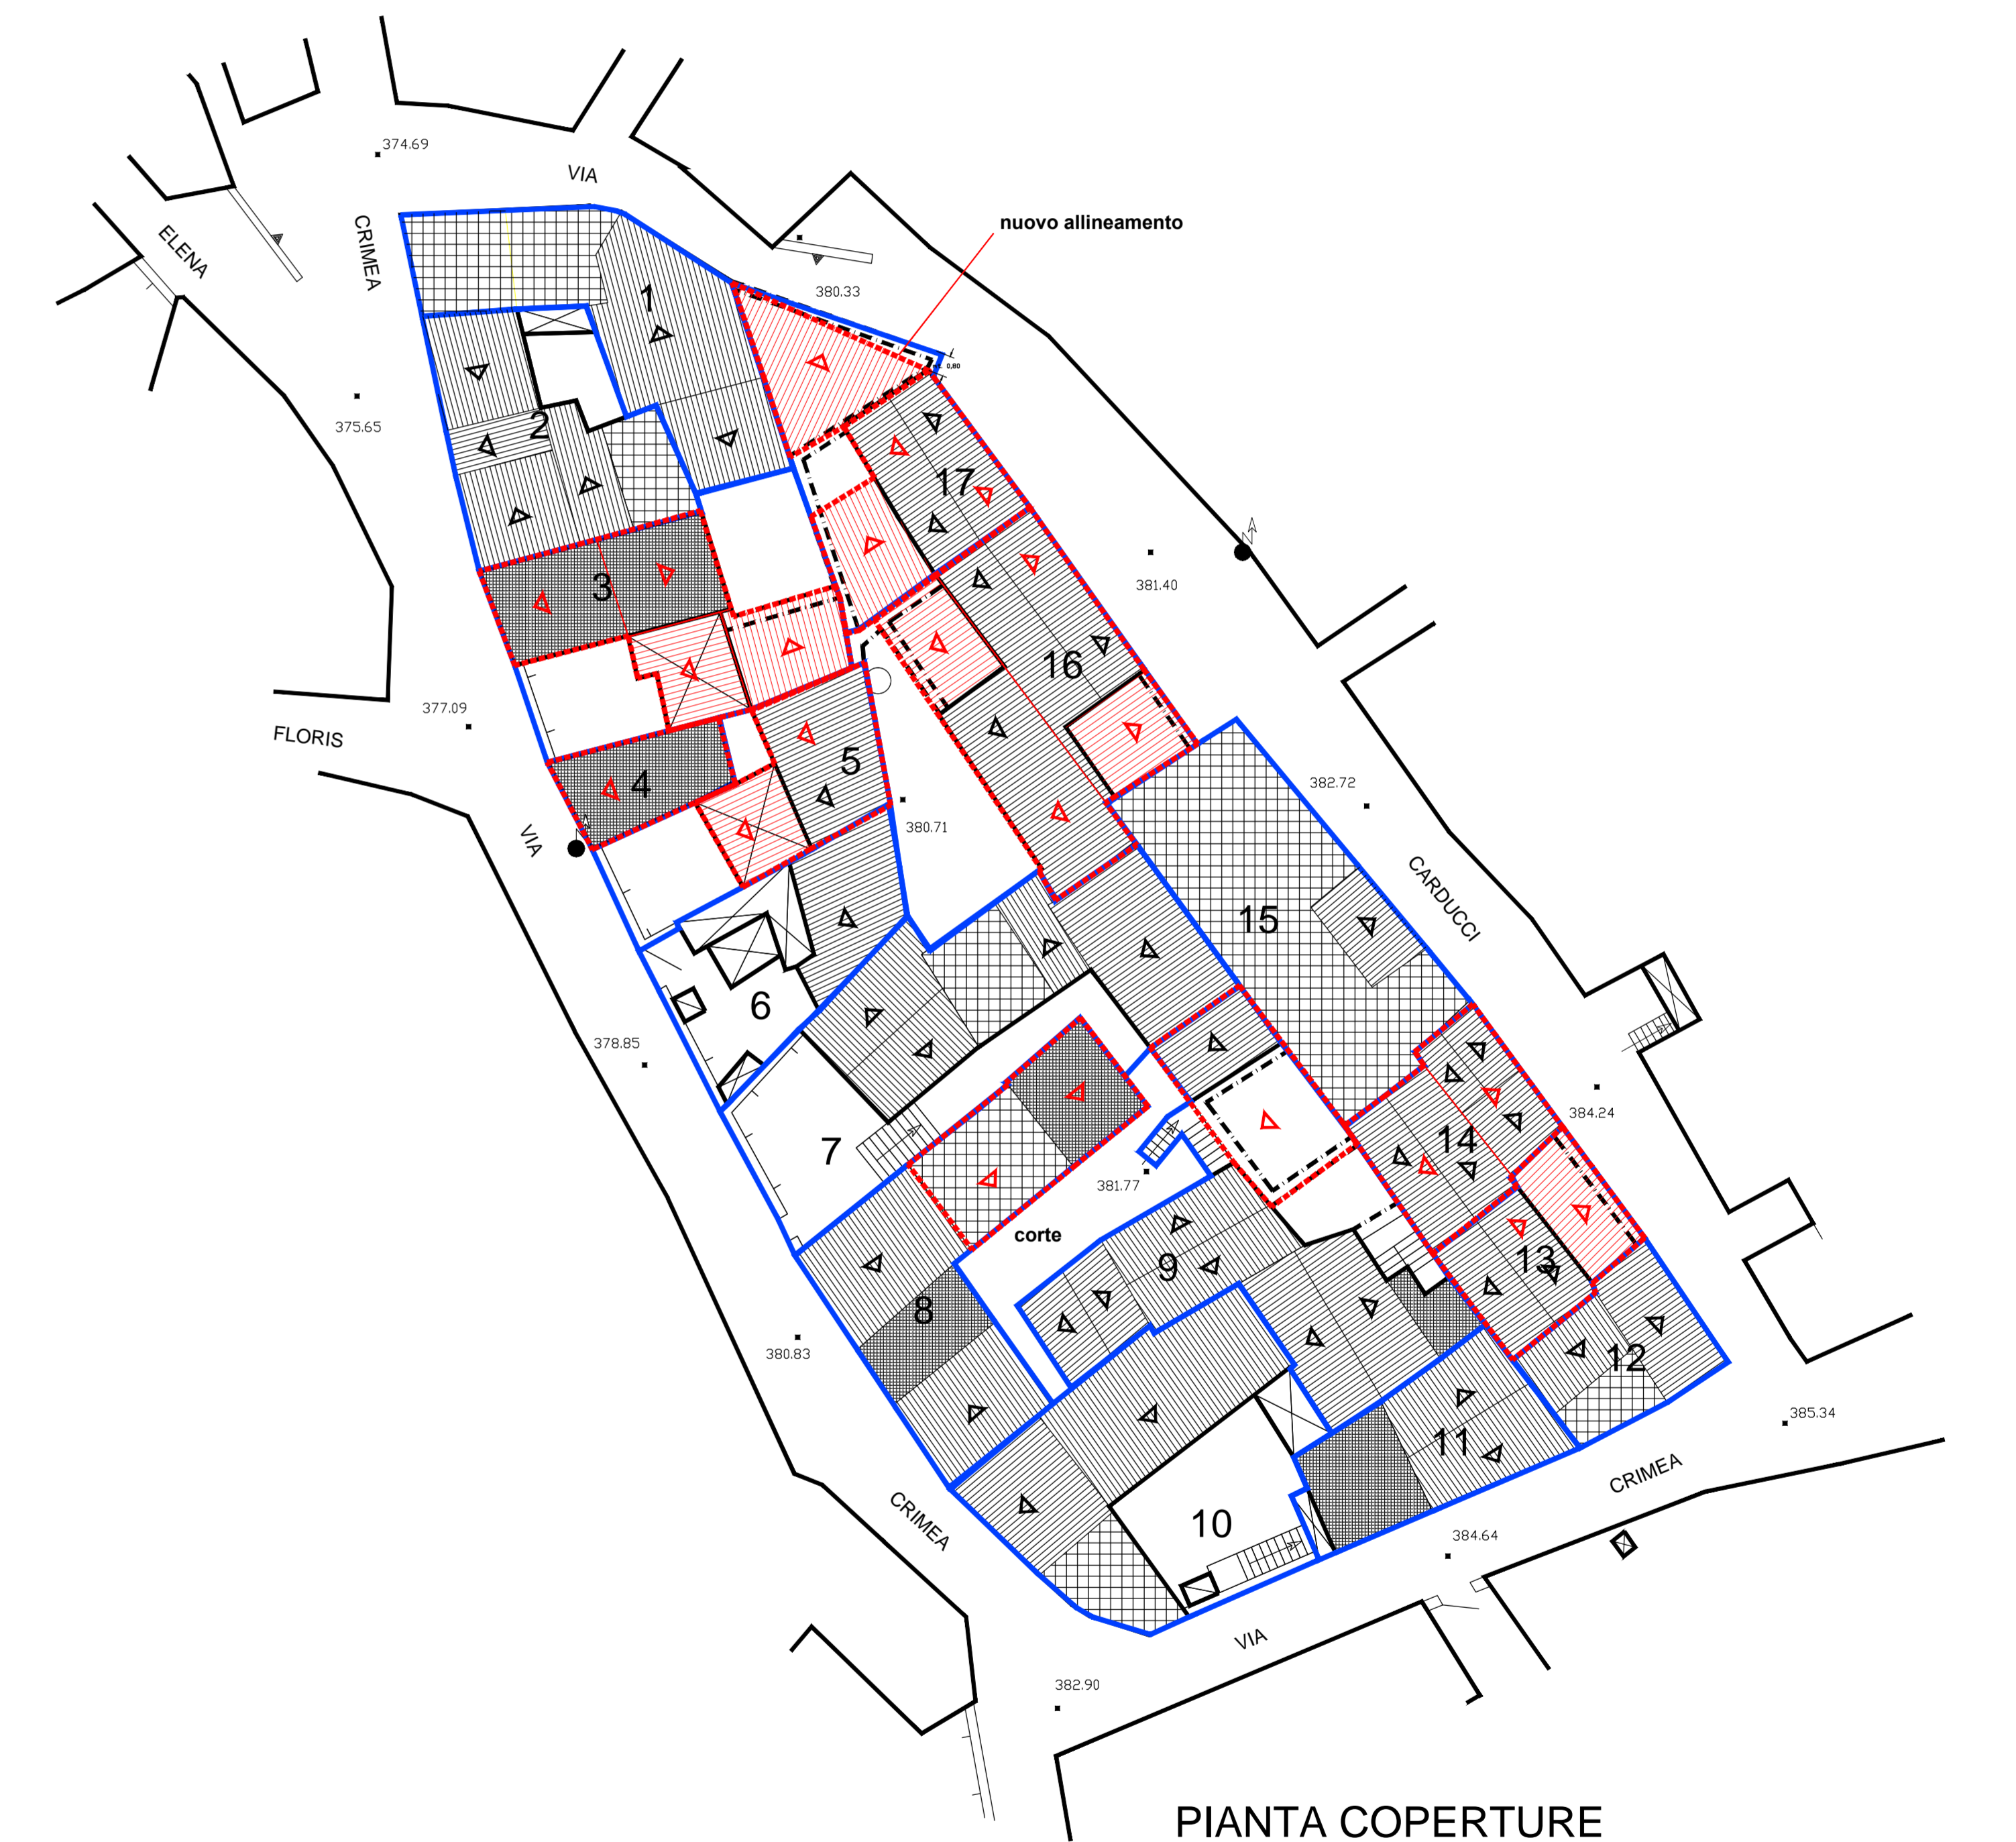 374.69
VIA
CRIMEA
ELENA
nuovo allineamento
380.33
1
0,80
375.65
2
17
381.40
3
16
377.09
FLORIS
5
4
382.72
VIA
380.71
CARDUCCI
15
6
378.85
384.24
14
7
381.77
corte
13
9
8
380.83
12
385.34
11
CRIMEA
CRIMEA
10
384.64
VIA
382.90
PIANTA COPERTURE
N